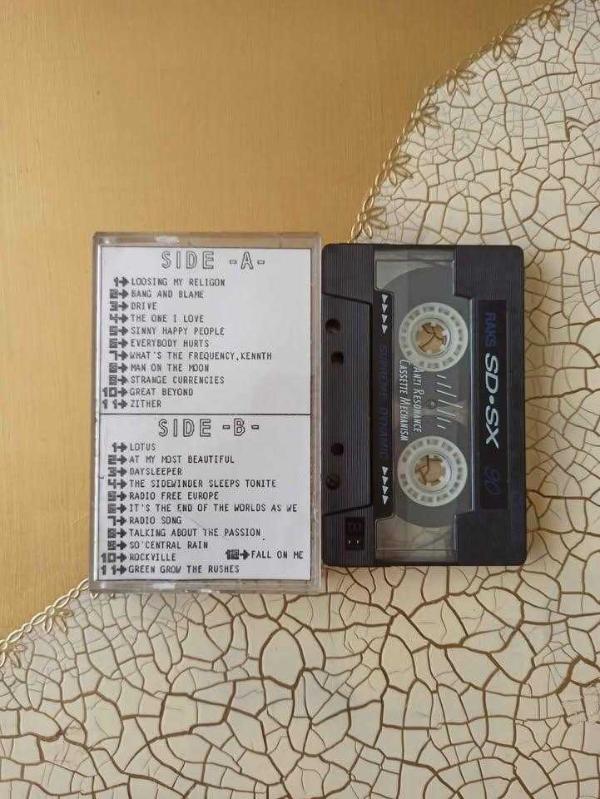 SIDE -A-
1→ LOOSING MY RELIGON
2→ BANG AND BLAME
3→ DRIVE
4→ THE ONE I LOVE
5→ SINNY HAPPY PEOPLE
6→ EVERYBODY HURTS
7→ WHAT'S THE FREQUENCY,KENNTH
8→ MAN ON THE MOON
9→ STRANGE CURRENCIES
10→ GREAT BEYOND
11→ ZITHER
SIDE -B-
1→ LOTUS
2→ AT MY MOST BEAUTIFUL
3→ DAYSLEEPER
4→ THE SIDEWINDER SLEEPS TONITE
5→ RADIO FREE EUROPE
6→ IT'S THE END OF THE WORLDS AS WE
7→ RADIO SONG
8→ TALKING ABOUT THE PASSION
9→ SO'CENTRAL RAIN
10→ ROCKVILLE 12→ FALL ON ME
11→ GREEN GROW THE RUSHES
RAKS SD•SX 90
ANTI RESONANCE
CASSETTE MECHANISM
SUPREME DYNAMIC
B